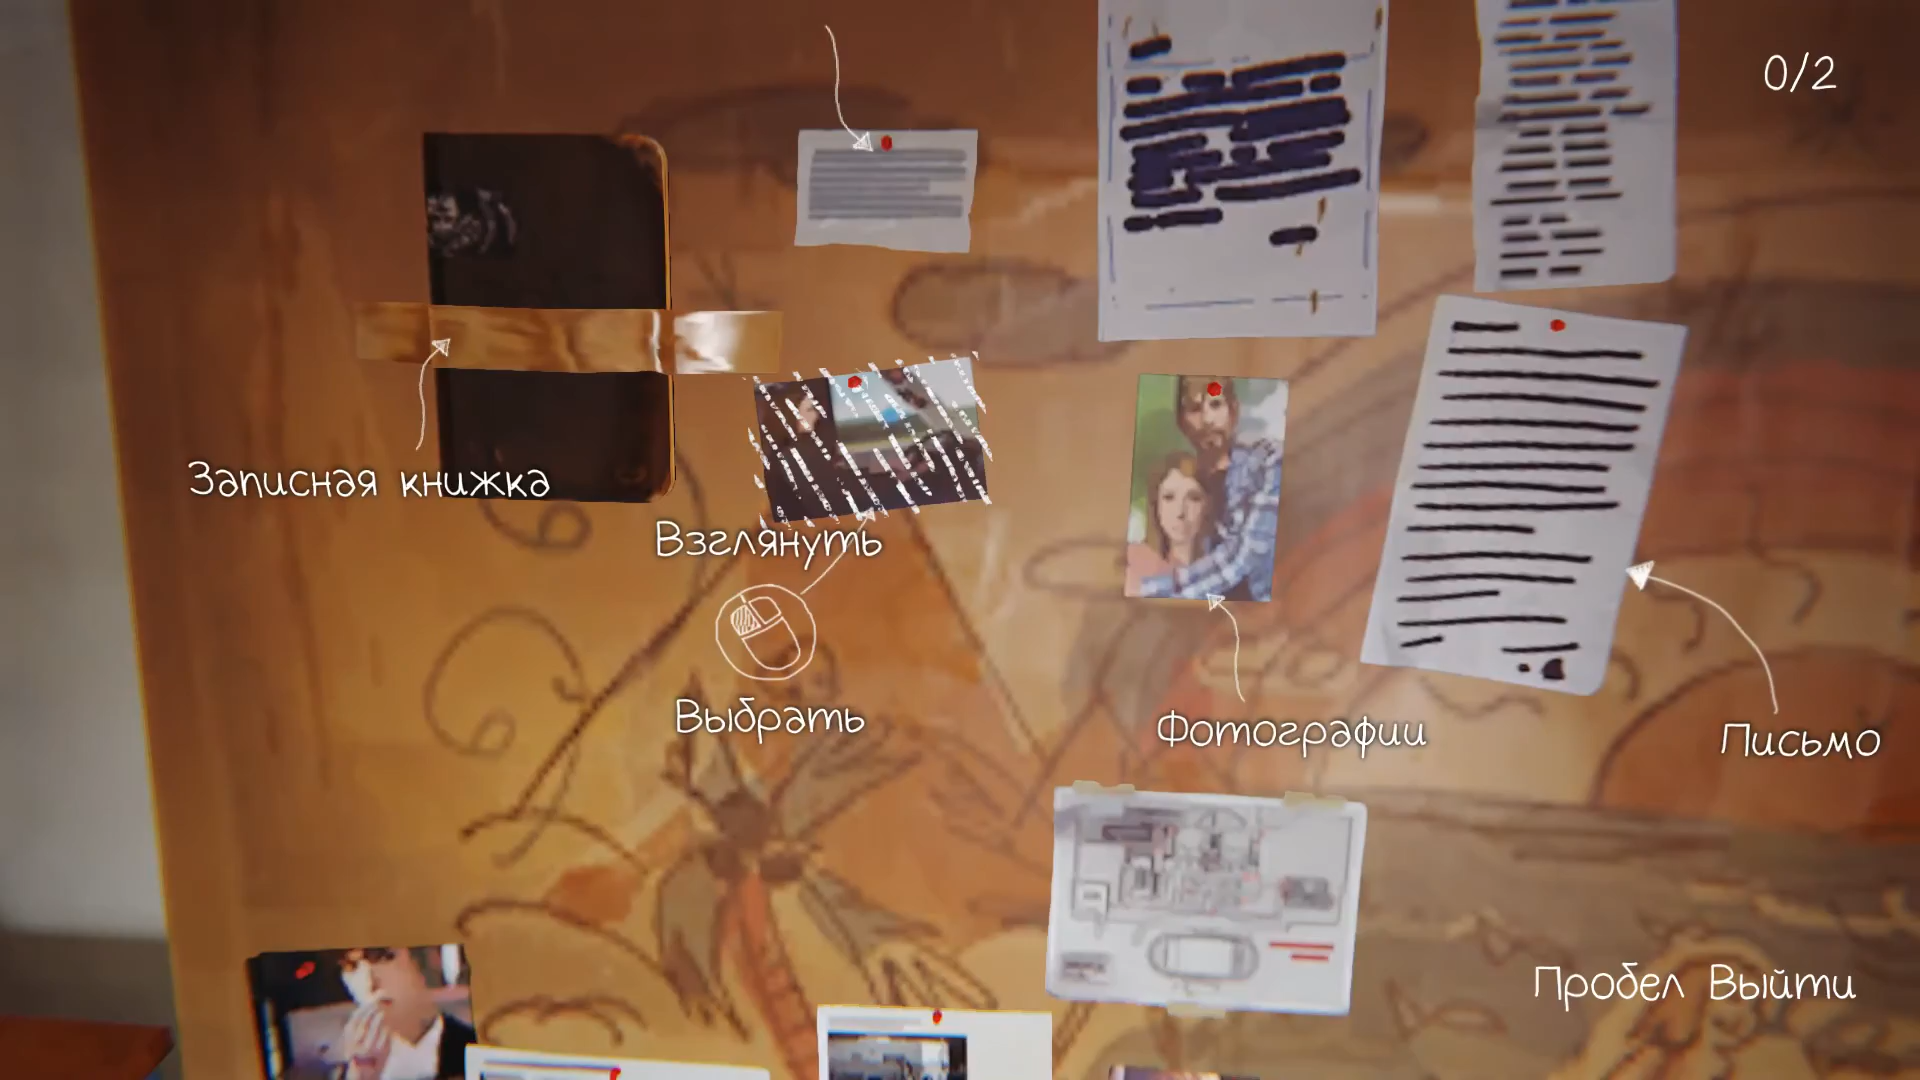 0/2
Записная книжка
Взглянуть
Выбрать
Фотографии
Письмо
Пробел Выйти